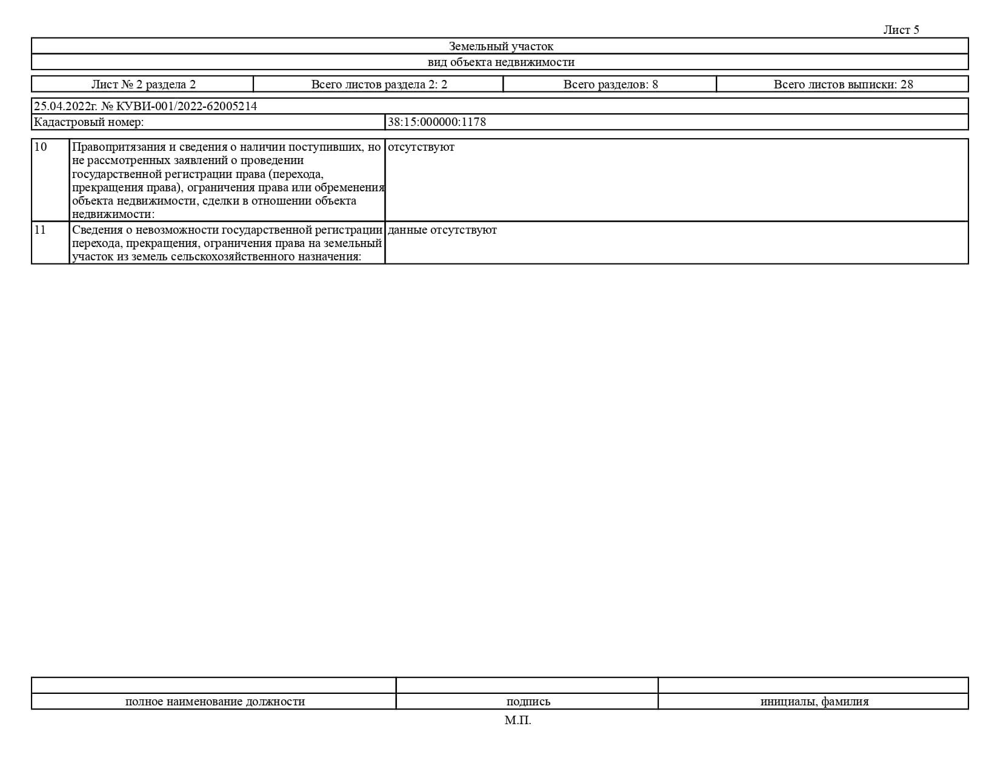 Лист 5
Земельный участок
вид объекта недвижимости
Лист № 2 раздела 2 Всего листов раздела 2: 2 Всего разделов: 8 Всего листов выписки: 28
25.04.2022г. № КУВИ-001/2022-62005214
Кадастровый номер: 38:15:000000:1178
10 Правопритязания и сведения о наличии поступивших, но отсутствуют
не рассмотренных заявлений о проведении
государственной регистрации права (перехода,
прекращения права), ограничения права или обременения
объекта недвижимости, сделки в отношении объекта
недвижимости:
11 Сведения о невозможности государственной регистрации данные отсутствуют
перехода, прекращения, ограничения права на земельный
участок из земель сельскохозяйственного назначения:
полное наименование должности подпись инициалы, фамилия
М.П.